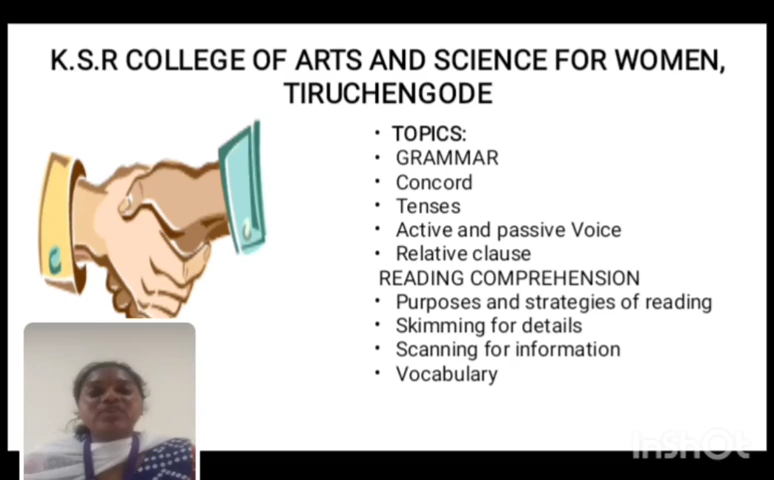 K.S.R COLLEGE OF ARTS AND SCIENCE FOR WOMEN,
TIRUCHENGODE
• TOPICS:
• GRAMMAR
• Concord
• Tenses
• Active and passive Voice
• Relative clause
READING COMPREHENSION
• Purposes and strategies of reading
• Skimming for details
• Scanning for information
• Vocabulary
InShOt